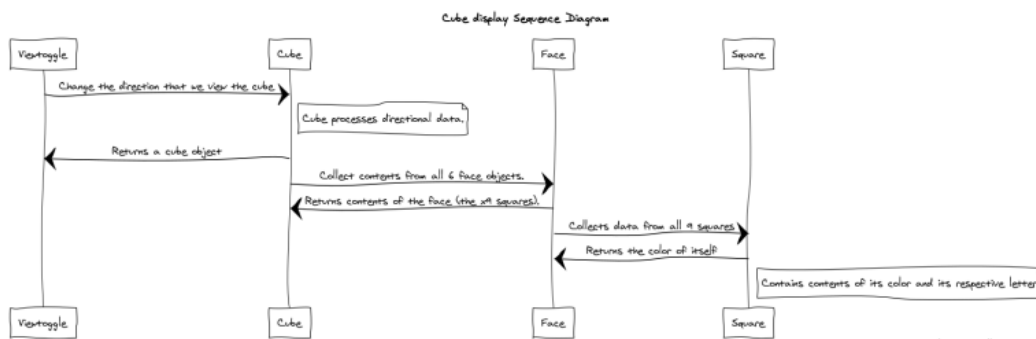 Cube display Sequence Diagram
Viewtoggle
Cube
Face
Square
Change the direction that we view the cube
Cube processes directional data.
Returns a cube object
Collect contents from all 6 face objects.
Returns contents of the face (the x9 squares).
Collects data from all 9 squares
Returns the color of itself
Contains contents of its color and its respective letter
Viewtoggle
Cube
Face
Square